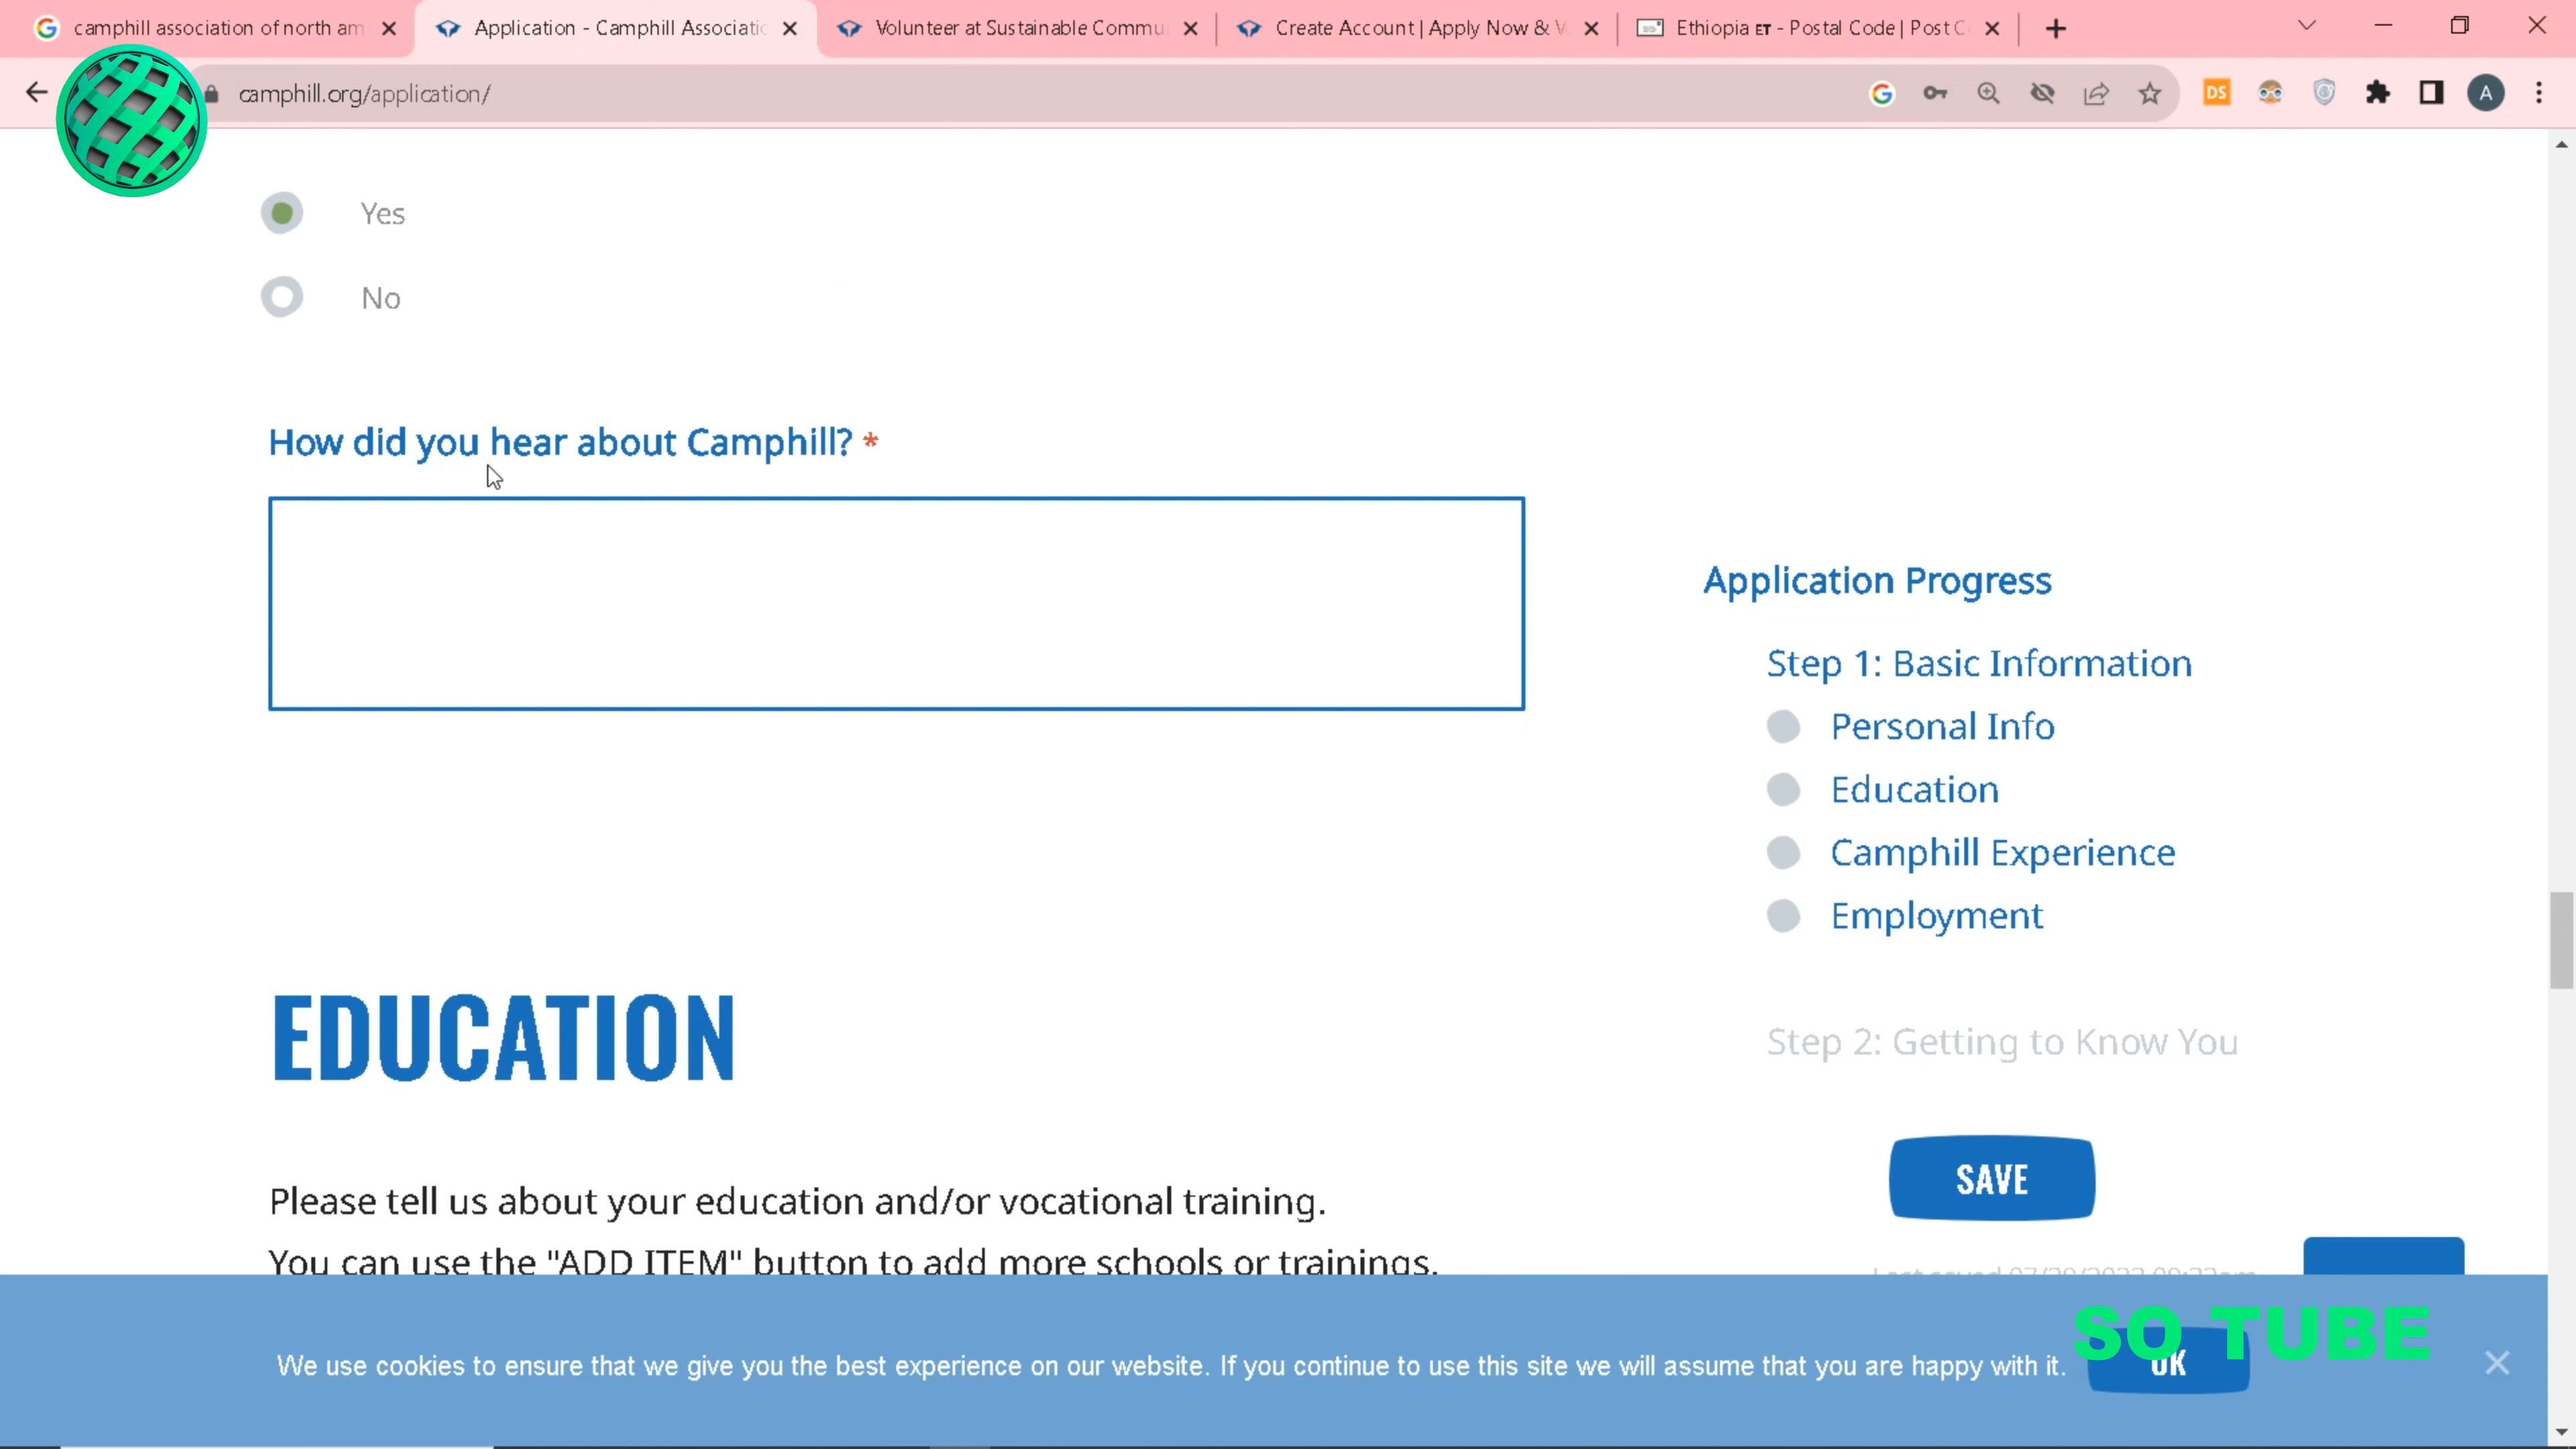 camphill association of north am
Application - Camphill Associatic
Volunteer at Sustainable Commu
Create Account | Apply Now & V
Ethiopia ET - Postal Code | Post C
camphill.org/application/
DS
A
Yes
No
How did you hear about Camphill? *
Application Progress
Step 1: Basic Information
Personal Info
Education
Camphill Experience
Employment
Step 2: Getting to Know You
SAVE
EDUCATION
Please tell us about your education and/or vocational training.
You can use the "ADD ITEM" button to add more schools or trainings.
Last saved
We use cookies to ensure that we give you the best experience on our website. If you continue to use this site we will assume that you are happy with it.
OK
SO TUBE